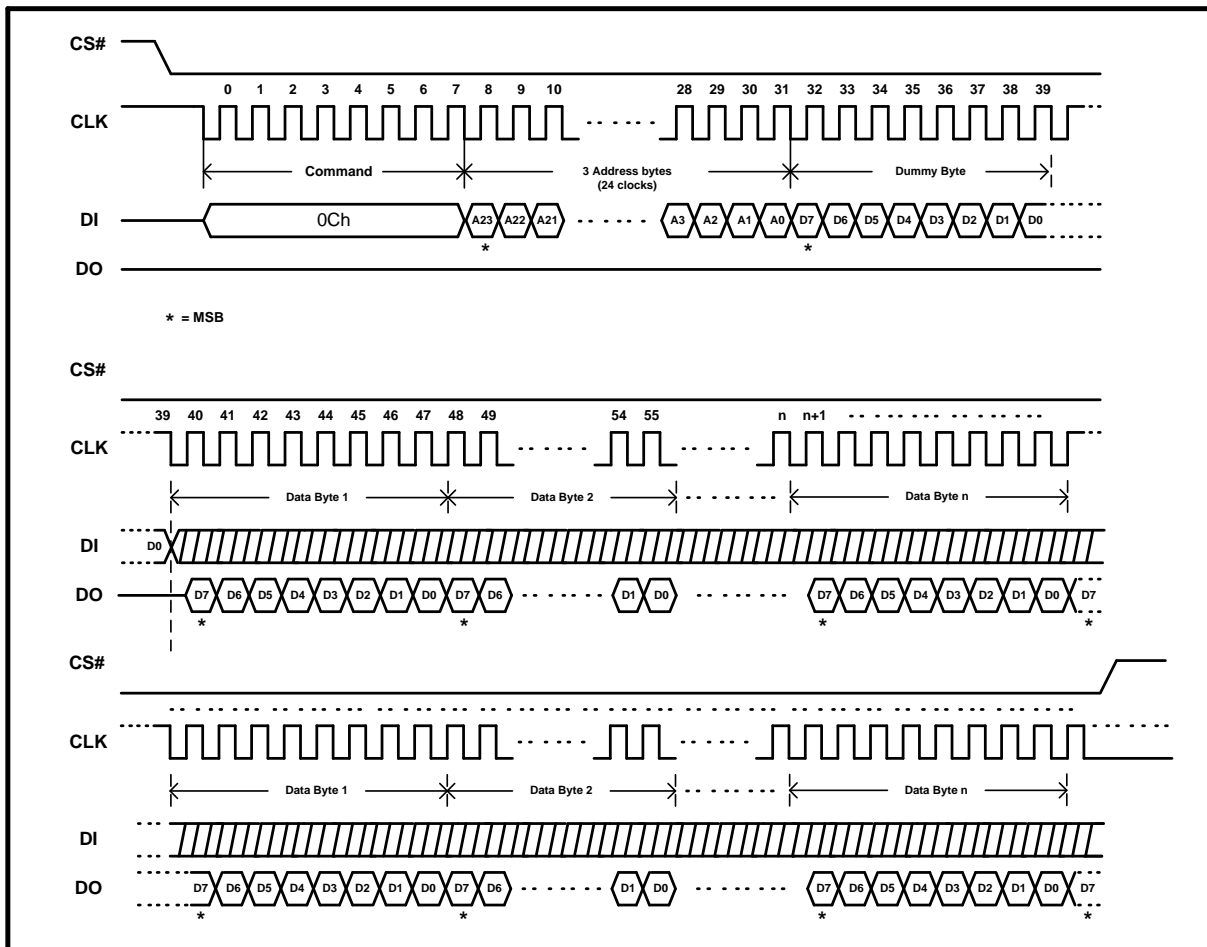 CS#
0 1 2 3 4 5 6 7 8 9 10 28 29 30 31 32 33 34 35 36 37 38 39
CLK
Command 3 Address bytes (24 clocks) Dummy Byte
DI 0Ch A23 A22 A21 A3 A2 A1 A0 D7 D6 D5 D4 D3 D2 D1 D0
* *
DO
* = MSB
CS#
39 40 41 42 43 44 45 46 47 48 49 54 55 n n+1
CLK
Data Byte 1 Data Byte 2 Data Byte n
DI D0
DO D7 D6 D5 D4 D3 D2 D1 D0 D7 D6 D1 D0 D7 D6 D5 D4 D3 D2 D1 D0 D7
* * * *
CS#
CLK
Data Byte 1 Data Byte 2 Data Byte n
DI
DO D7 D6 D5 D4 D3 D2 D1 D0 D7 D6 D1 D0 D7 D6 D5 D4 D3 D2 D1 D0 D7
* * * *